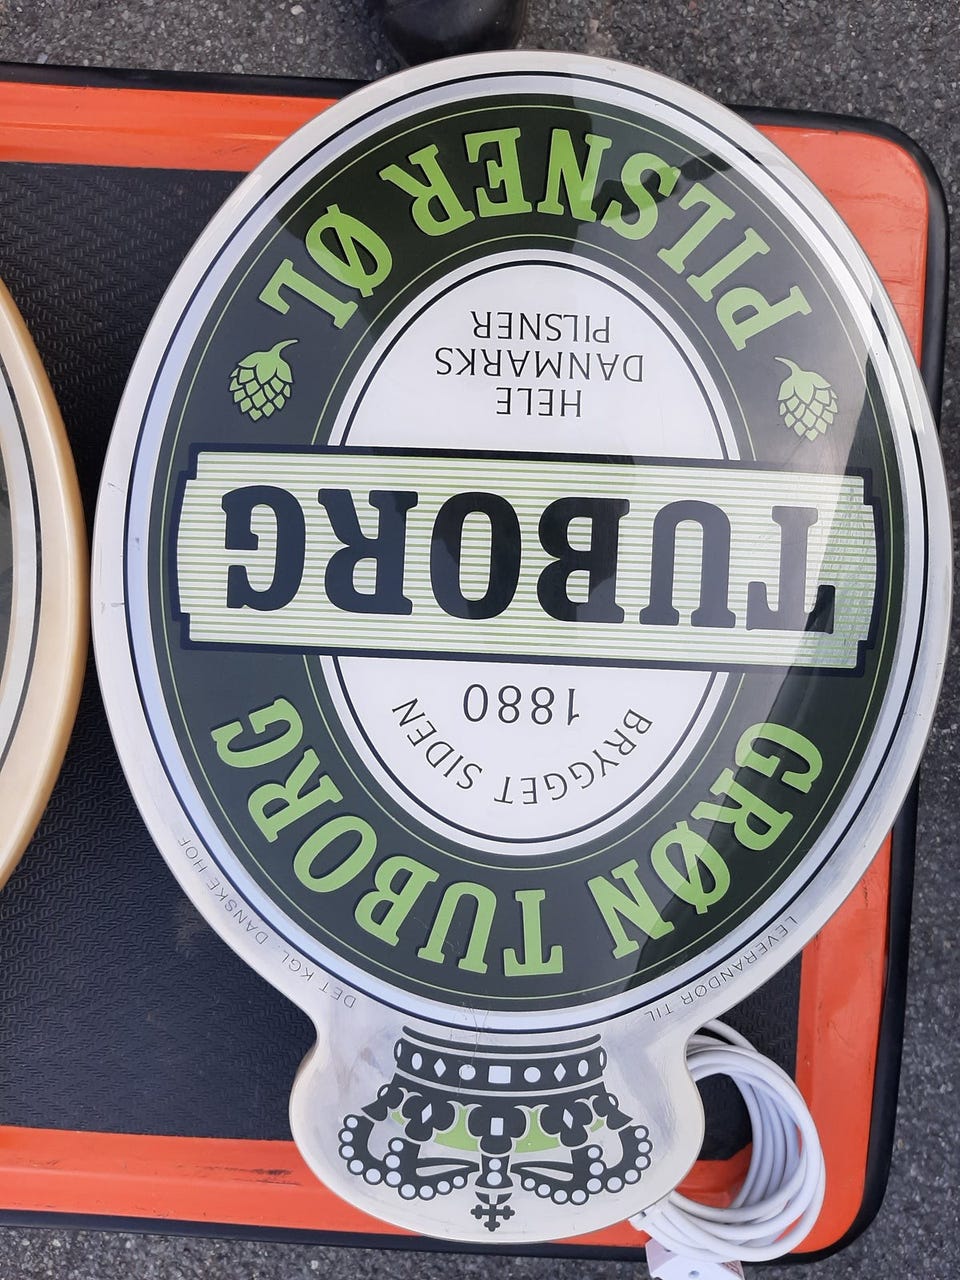 LEVERANDØR TIL
DET KGL. DANSKE HOF
GRØN TUBORG
BRYGGET SIDEN
1880
TUBORG
HELE
DANMARKS
PILSNER
PILSNER ØL